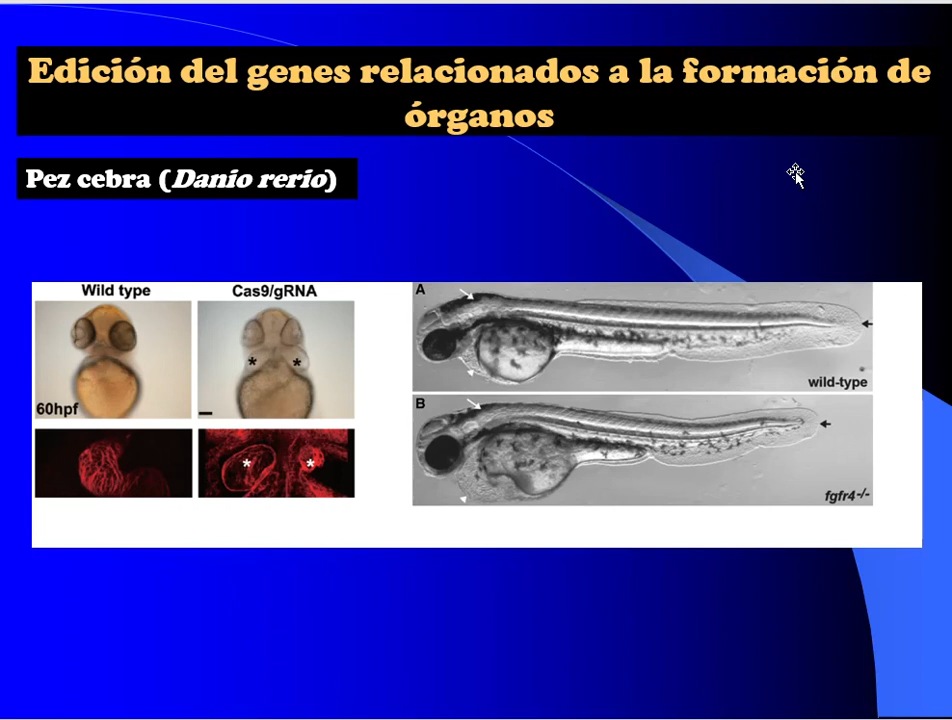 Edición del genes relacionados a la formación de
órganos
Pez cebra (Danio rerio)
Wild type
Cas9/gRNA
*
*
60hpf
*
*
A
wild-type
B
fgfr4-/-